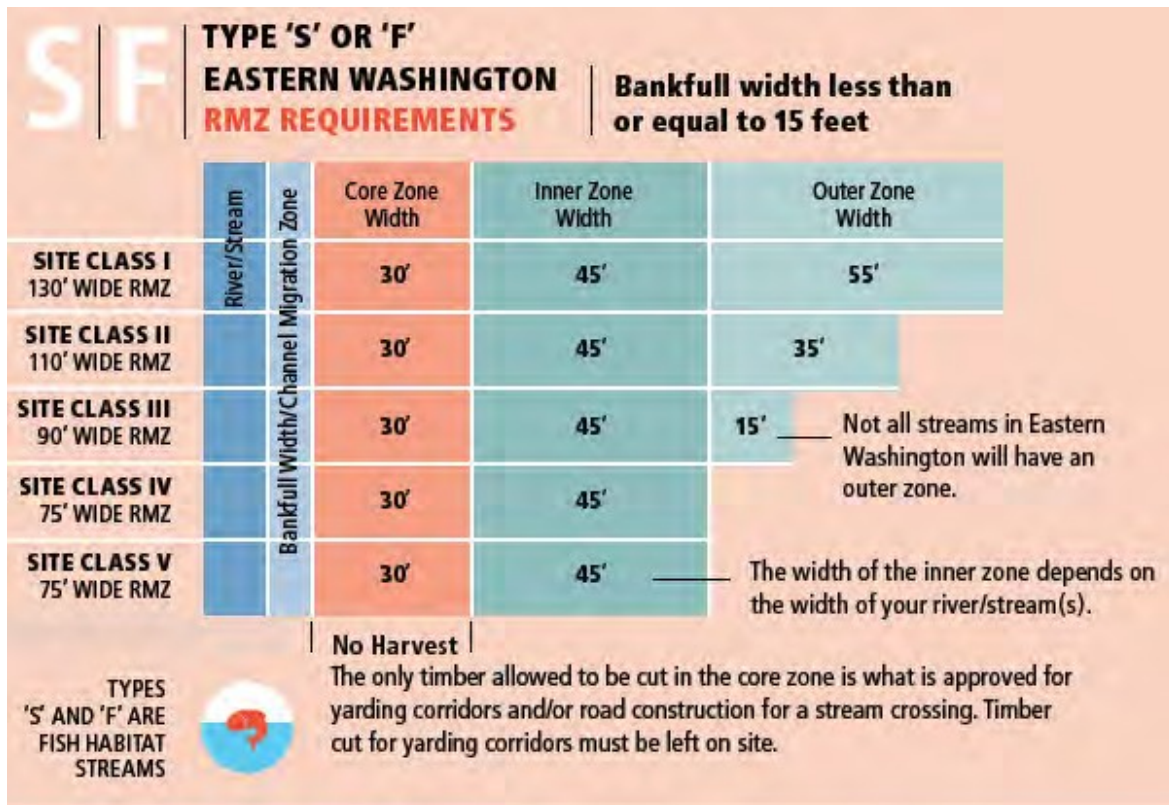 S F
TYPE ‘S’ OR ‘F’
EASTERN WASHINGTON
RMZ REQUIREMENTS
Bankfull width less than
or equal to 15 feet
River/Stream
Bankfull Width/Channel Migration Zone
Core Zone
Width
Inner Zone
Width
Outer Zone
Width
SITE CLASS I
130’ WIDE RMZ
30’
45’
55’
SITE CLASS II
110’ WIDE RMZ
30’
45’
35’
SITE CLASS III
90’ WIDE RMZ
30’
45’
15’
Not all streams in Eastern
Washington will have an
outer zone.
SITE CLASS IV
75’ WIDE RMZ
30’
45’
SITE CLASS V
75’ WIDE RMZ
30’
45’
The width of the inner zone depends on
the width of your river/stream(s).
No Harvest
The only timber allowed to be cut in the core zone is what is approved for
yarding corridors and/or road construction for a stream crossing. Timber
cut for yarding corridors must be left on site.
TYPES
‘S’ AND ‘F’ ARE
FISH HABITAT
STREAMS